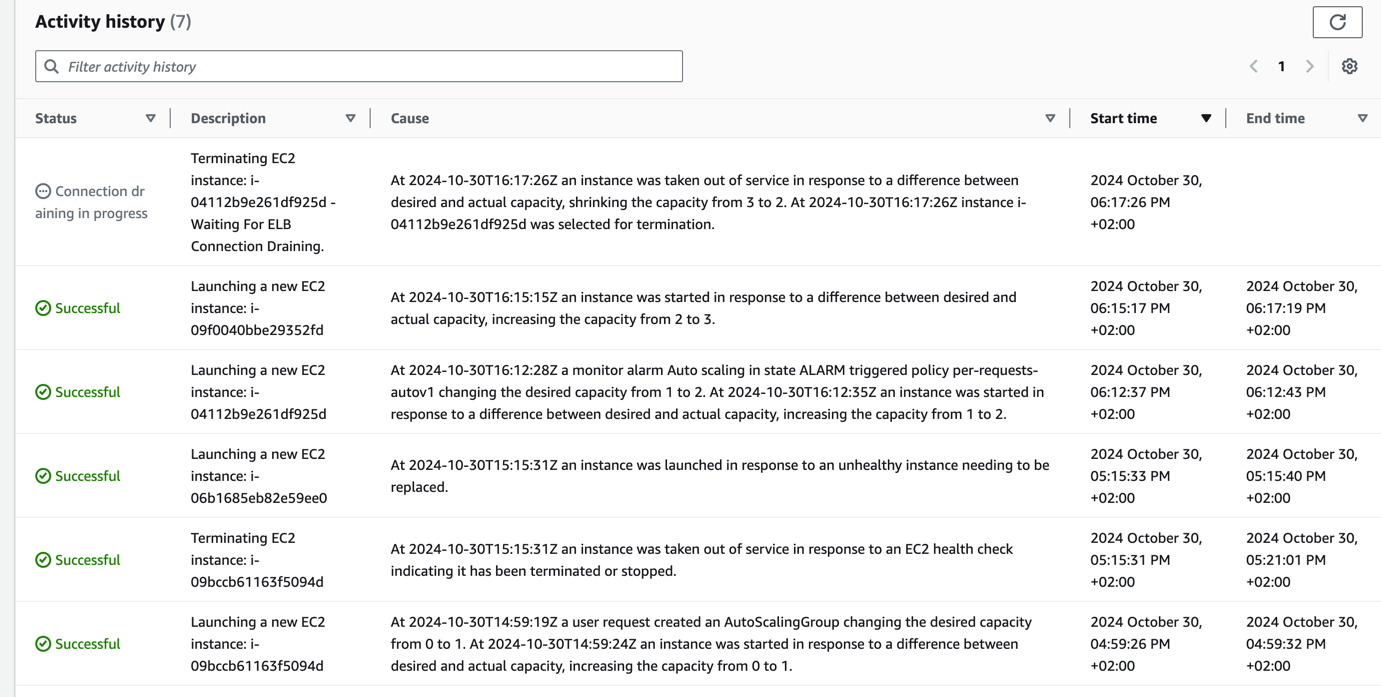 Activity history (7)
Filter activity history
1
Status Description Cause Start time End time
Connection dr
aining in progress
Terminating EC2
instance: i-
04112b9e261df925d -
Waiting For ELB
Connection Draining.
At 2024-10-30T16:17:26Z an instance was taken out of service in response to a difference between
desired and actual capacity, shrinking the capacity from 3 to 2. At 2024-10-30T16:17:26Z instance i-
04112b9e261df925d was selected for termination.
2024 October 30,
06:17:26 PM
+02:00
Successful
Launching a new EC2
instance: i-
09f0040bbe29352fd
At 2024-10-30T16:15:15Z an instance was started in response to a difference between desired and
actual capacity, increasing the capacity from 2 to 3.
2024 October 30,
06:15:17 PM
+02:00
2024 October 30,
06:17:19 PM
+02:00
Successful
Launching a new EC2
instance: i-
04112b9e261df925d
At 2024-10-30T16:12:28Z a monitor alarm Auto scaling in state ALARM triggered policy per-requests-
autov1 changing the desired capacity from 1 to 2. At 2024-10-30T16:12:35Z an instance was started in
response to a difference between desired and actual capacity, increasing the capacity from 1 to 2.
2024 October 30,
06:12:37 PM
+02:00
2024 October 30,
06:12:43 PM
+02:00
Successful
Launching a new EC2
instance: i-
06b1685eb82e59ee0
At 2024-10-30T15:15:31Z an instance was launched in response to an unhealthy instance needing to be
replaced.
2024 October 30,
05:15:33 PM
+02:00
2024 October 30,
05:15:40 PM
+02:00
Successful
Terminating EC2
instance: i-
09bccb61163f5094d
At 2024-10-30T15:15:31Z an instance was taken out of service in response to an EC2 health check
indicating it has been terminated or stopped.
2024 October 30,
05:15:31 PM
+02:00
2024 October 30,
05:21:01 PM
+02:00
Successful
Launching a new EC2
instance: i-
09bccb61163f5094d
At 2024-10-30T14:59:19Z a user request created an AutoScalingGroup changing the desired capacity
from 0 to 1. At 2024-10-30T14:59:24Z an instance was started in response to a difference between
desired and actual capacity, increasing the capacity from 0 to 1.
2024 October 30,
04:59:26 PM
+02:00
2024 October 30,
04:59:32 PM
+02:00